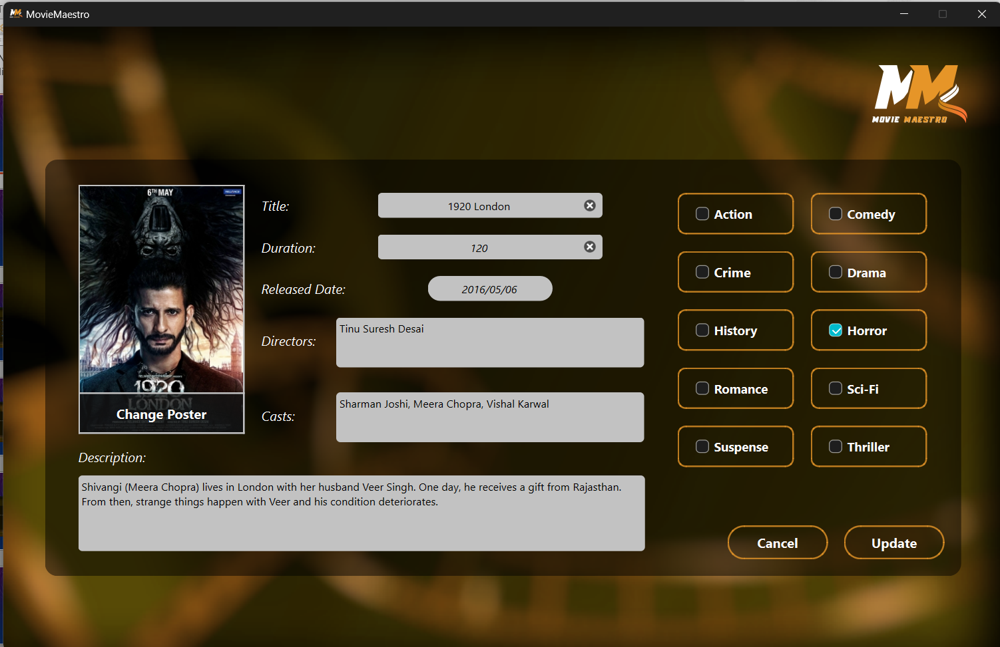 MovieMaestro
MM
MOVIE MAESTRO
6TH MAY
1920
LONDON
Change Poster
Title:
1920 London
Duration:
120
Released Date:
2016/05/06
Directors:
Tinu Suresh Desai
Casts:
Sharman Joshi, Meera Chopra, Vishal Karwal
Description:
Shivangi (Meera Chopra) lives in London with her husband Veer Singh. One day, he receives a gift from Rajasthan.
From then, strange things happen with Veer and his condition deteriorates.
Action
Comedy
Crime
Drama
History
Horror
Romance
Sci-Fi
Suspense
Thriller
Cancel
Update